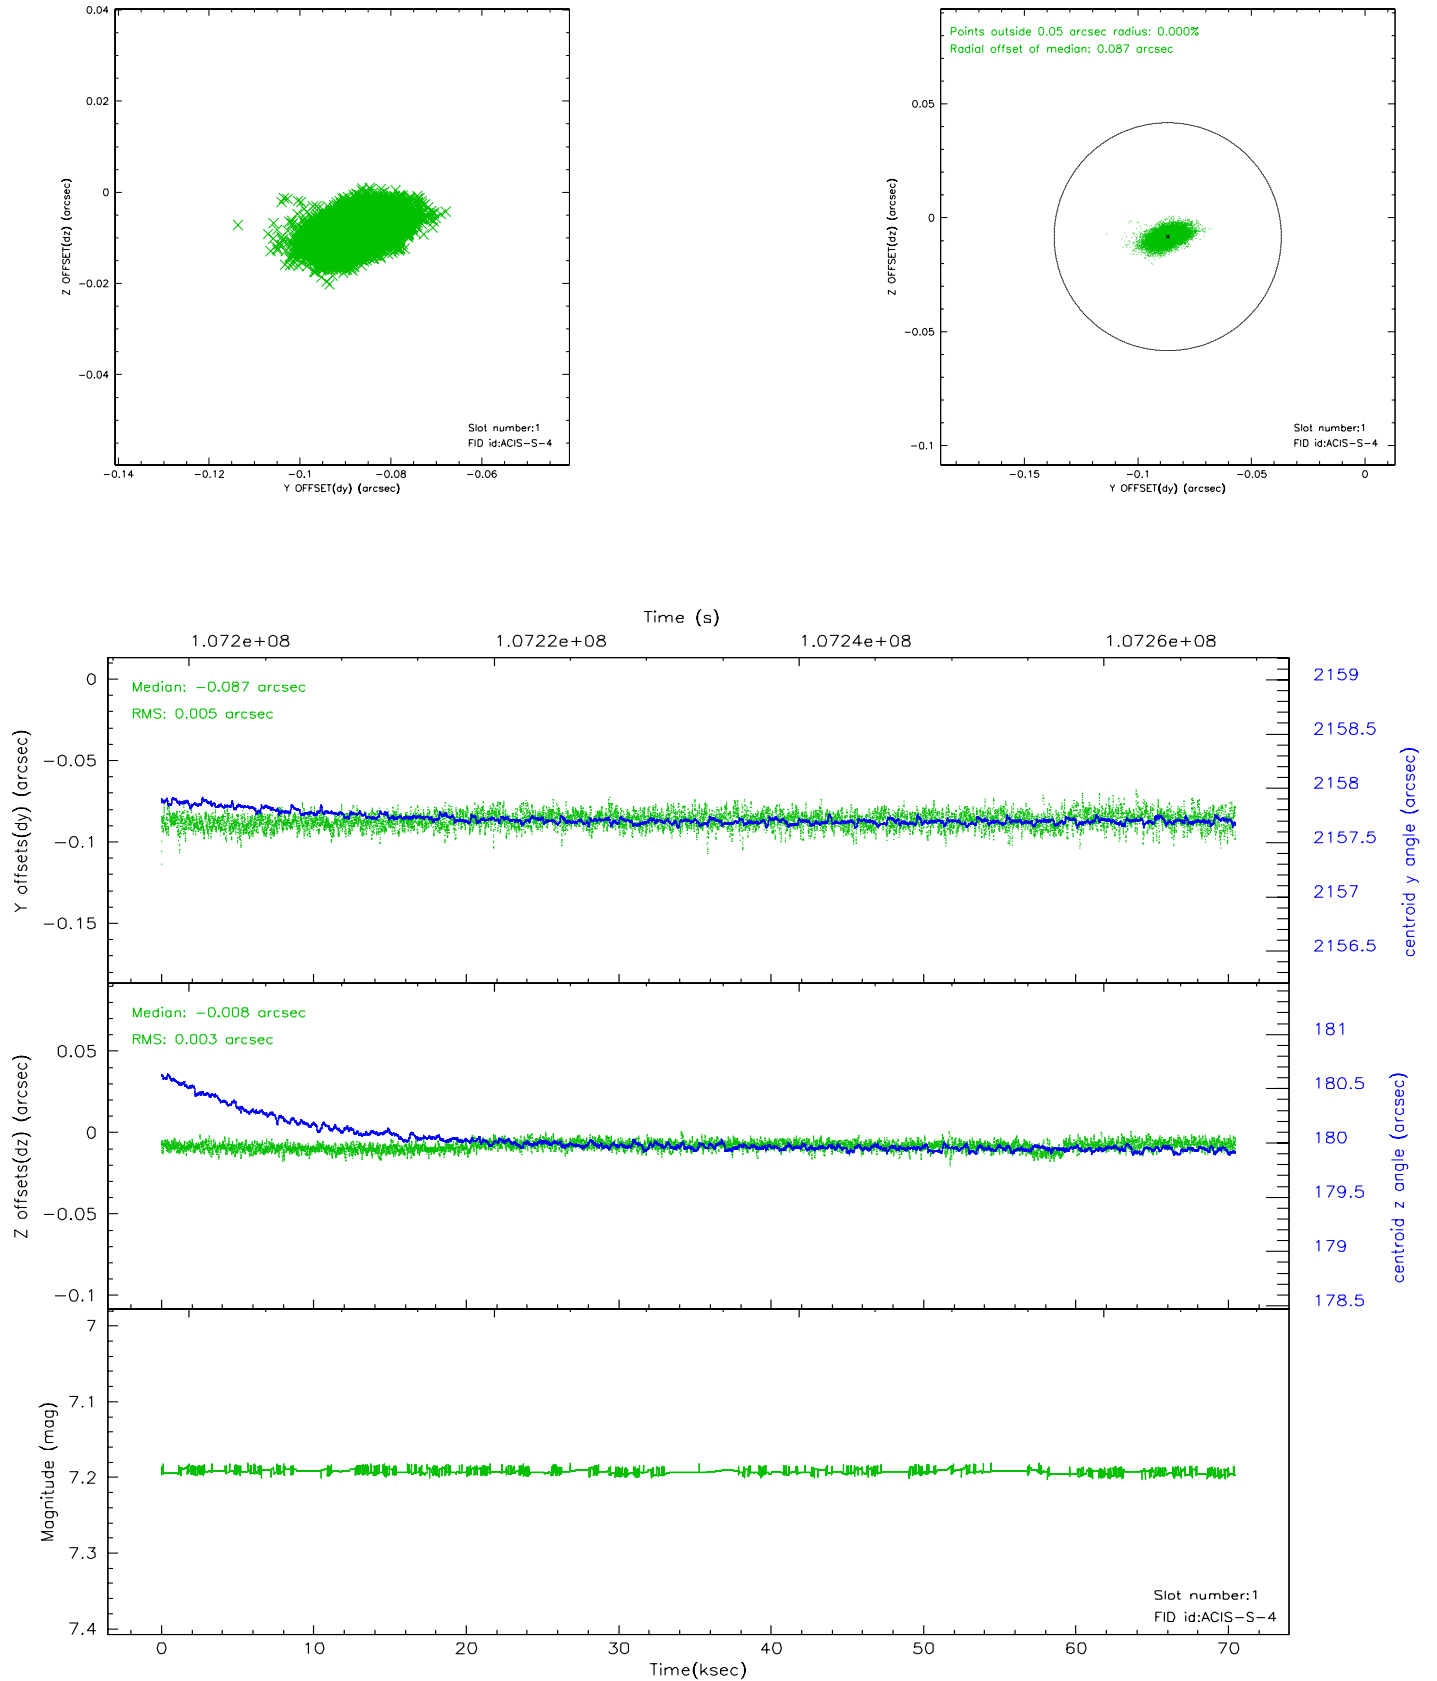 0.04
0.02
0
−0.02
−0.04
Z OFFSET(dz) (arcsec)
Slot number:1
FID id:ACIS−S−4
−0.14 −0.12 −0.1 −0.08 −0.06
Y OFFSET(dy) (arcsec)
Points outside 0.05 arcsec radius: 0.000%
Radial offset of median: 0.087 arcsec
0.05
0
−0.05
−0.1
Z OFFSET(dz) (arcsec)
Slot number:1
FID id:ACIS−S−4
−0.15 −0.1 −0.05 0
Y OFFSET(dy) (arcsec)
Time (s)
1.072e+08 1.0722e+08 1.0724e+08 1.0726e+08
Median: −0.087 arcsec
RMS: 0.005 arcsec
0
−0.05
−0.1
−0.15
Y offsets(dy) (arcsec)
2159
2158.5
2158
2157.5
2157
2156.5
centroid y angle (arcsec)
Median: −0.008 arcsec
RMS: 0.003 arcsec
0.05
0
−0.05
−0.1
Z offsets(dz) (arcsec)
181
180.5
180
179.5
179
178.5
centroid z angle (arcsec)
7
7.1
7.2
7.3
7.4
Magnitude (mag)
Slot number:1
FID id:ACIS−S−4
0 10 20 30 40 50 60 70
Time(ksec)